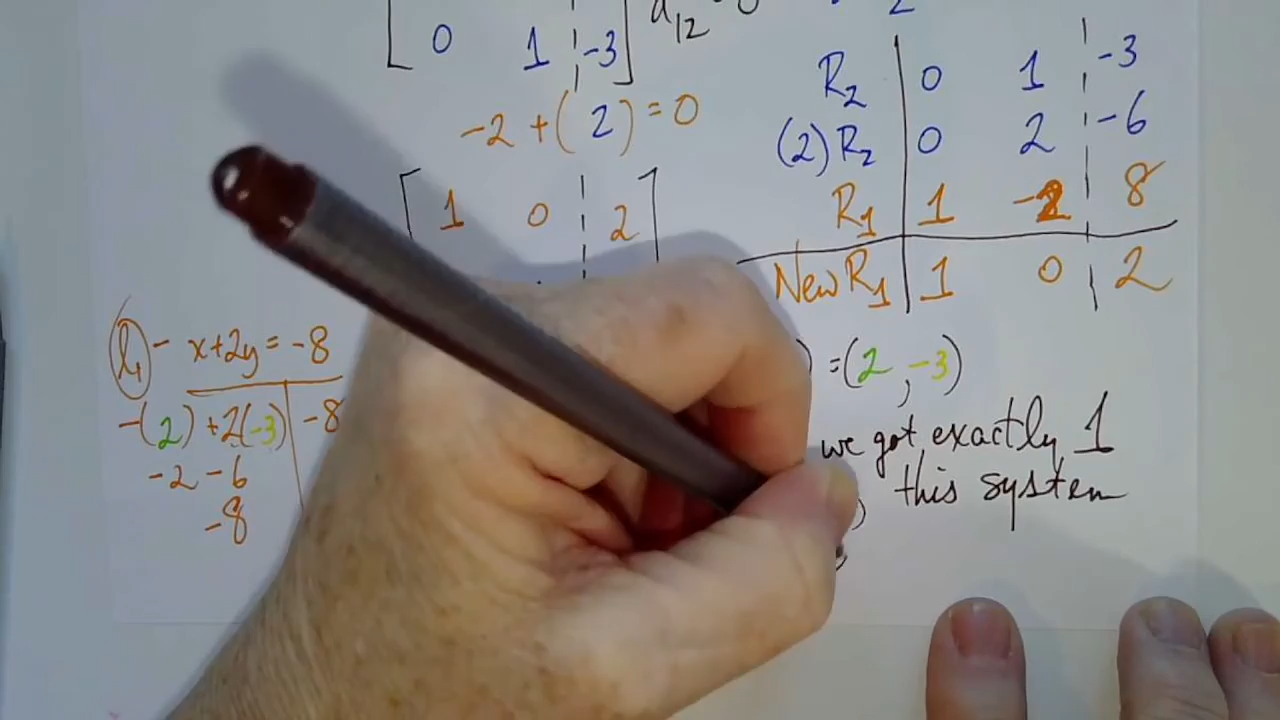 0 1 -3
a12
R2 0 1 -3
(2)R2 0 2 -6
R1 1 -2 8
New R1 1 0 2
-2 + (2) = 0
1 0 2
l1 - x+2y = -8
-(2) + 2(-3) -8
-2 - 6
-8
) = (2, -3)
we got exactly 1
this system